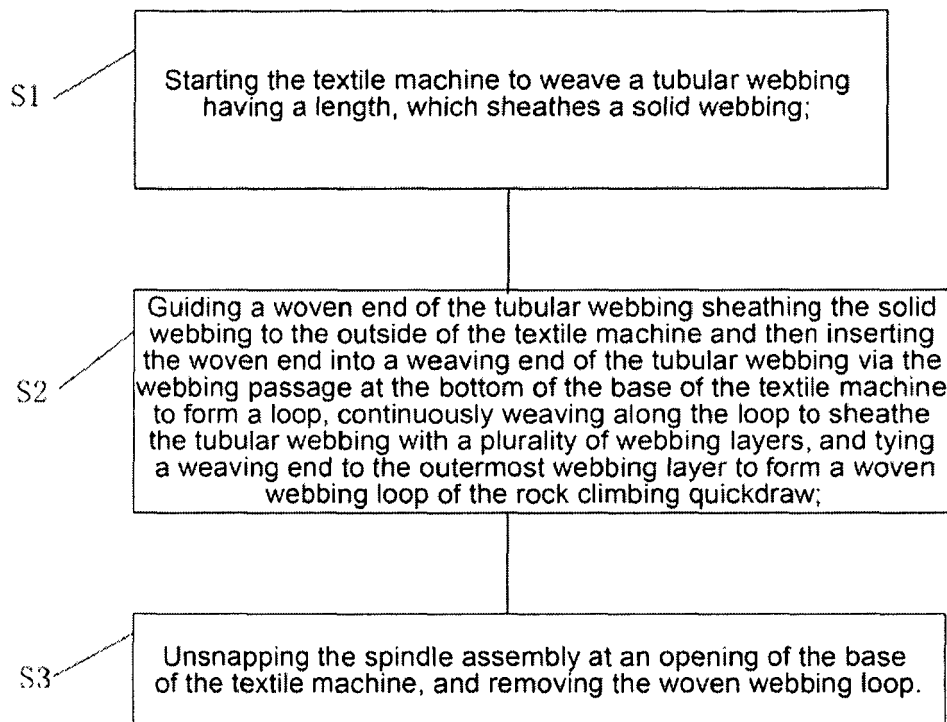 S1
Starting the textile machine to weave a tubular webbing
having a length, which sheathes a solid webbing;
S2
Guiding a woven end of the tubular webbing sheathing the solid
webbing to the outside of the textile machine and then inserting
the woven end into a weaving end of the tubular webbing via the
webbing passage at the bottom of the base of the textile machine
to form a loop, continuously weaving along the loop to sheathe
the tubular webbing with a plurality of webbing layers, and tying
a weaving end to the outermost webbing layer to form a woven
webbing loop of the rock climbing quickdraw;
S3
Unsnapping the spindle assembly at an opening of the base
of the textile machine, and removing the woven webbing loop.